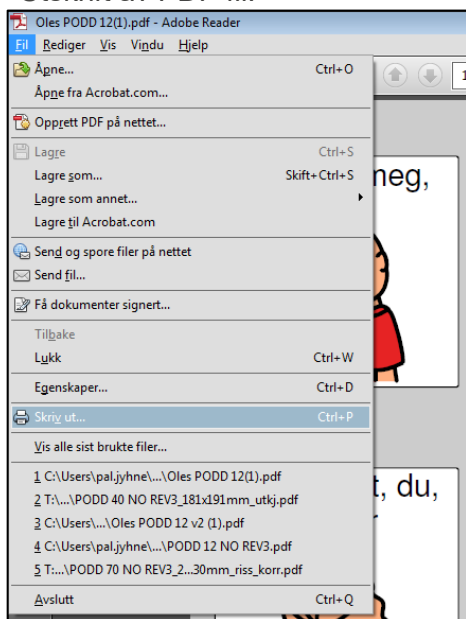 Oles PODD 12(1).pdf - Adobe Reader
Fil Rediger Vis Vindu Hjelp
Åpne... Ctrl+O
Åpne fra Acrobat.com...
Opprett PDF på nettet...
Lagre Ctrl+S
Lagre som... Skift+Ctrl+S
Lagre som annet...
Lagre til Acrobat.com
Send og spore filer på nettet
Send fil...
Få dokumenter signert...
Tilbake
Lukk Ctrl+W
Egenskaper... Ctrl+D
Skriv ut... Ctrl+P
Vis alle sist brukte filer...
1 C:\Users\pal.jyhne\...\Oles PODD 12(1).pdf
2 T:\...\PODD 40 NO REV3_181x191mm_utkj.pdf
3 C:\Users\pal.jyhne\...\Oles PODD 12 v2 (1).pdf
4 C:\Users\pal.jyhne\...\PODD 12 NO REV3.pdf
5 T:...\PODD 70 NO REV3_2...30mm_riss_korr.pdf
Avslutt Ctrl+Q
1
meg,
t, du,